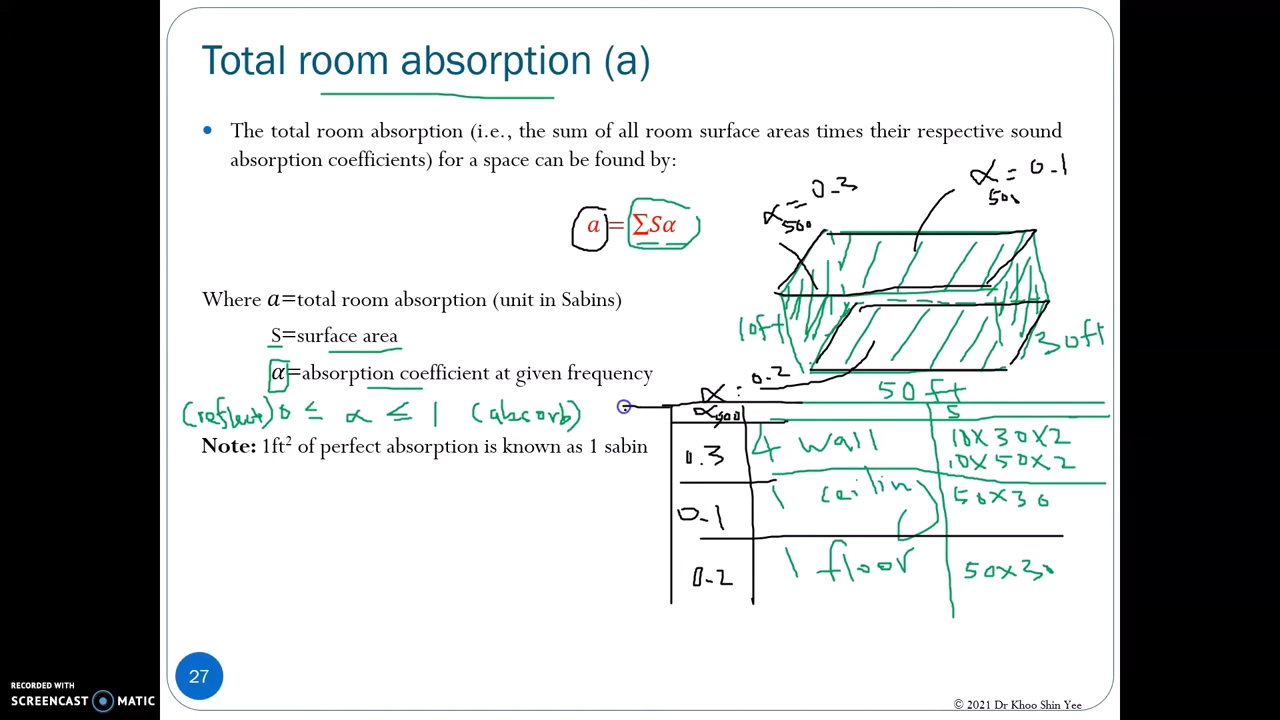 Total room absorption (a)
• The total room absorption (i.e., the sum of all room surface areas times their respective sound
absorption coefficients) for a space can be found by:
α500 = 0.3
α500 = 0.1
a = ∑Sα
Where a=total room absorption (unit in Sabins)
S=surface area
α=absorption coefficient at given frequency
10ft
30ft
50 ft
α = 0.2
(reflect) 0 ≤ α ≤ 1 (absorb)
Note: 1ft² of perfect absorption is known as 1 sabin
α500 S
0.3 4 wall 10×30×2
10×50×2
0.1 1 ceiling 50×30
0.2 1 floor 50×30
27
RECORDED WITH
SCREENCAST MATIC
© 2021 Dr Khoo Shin Yee